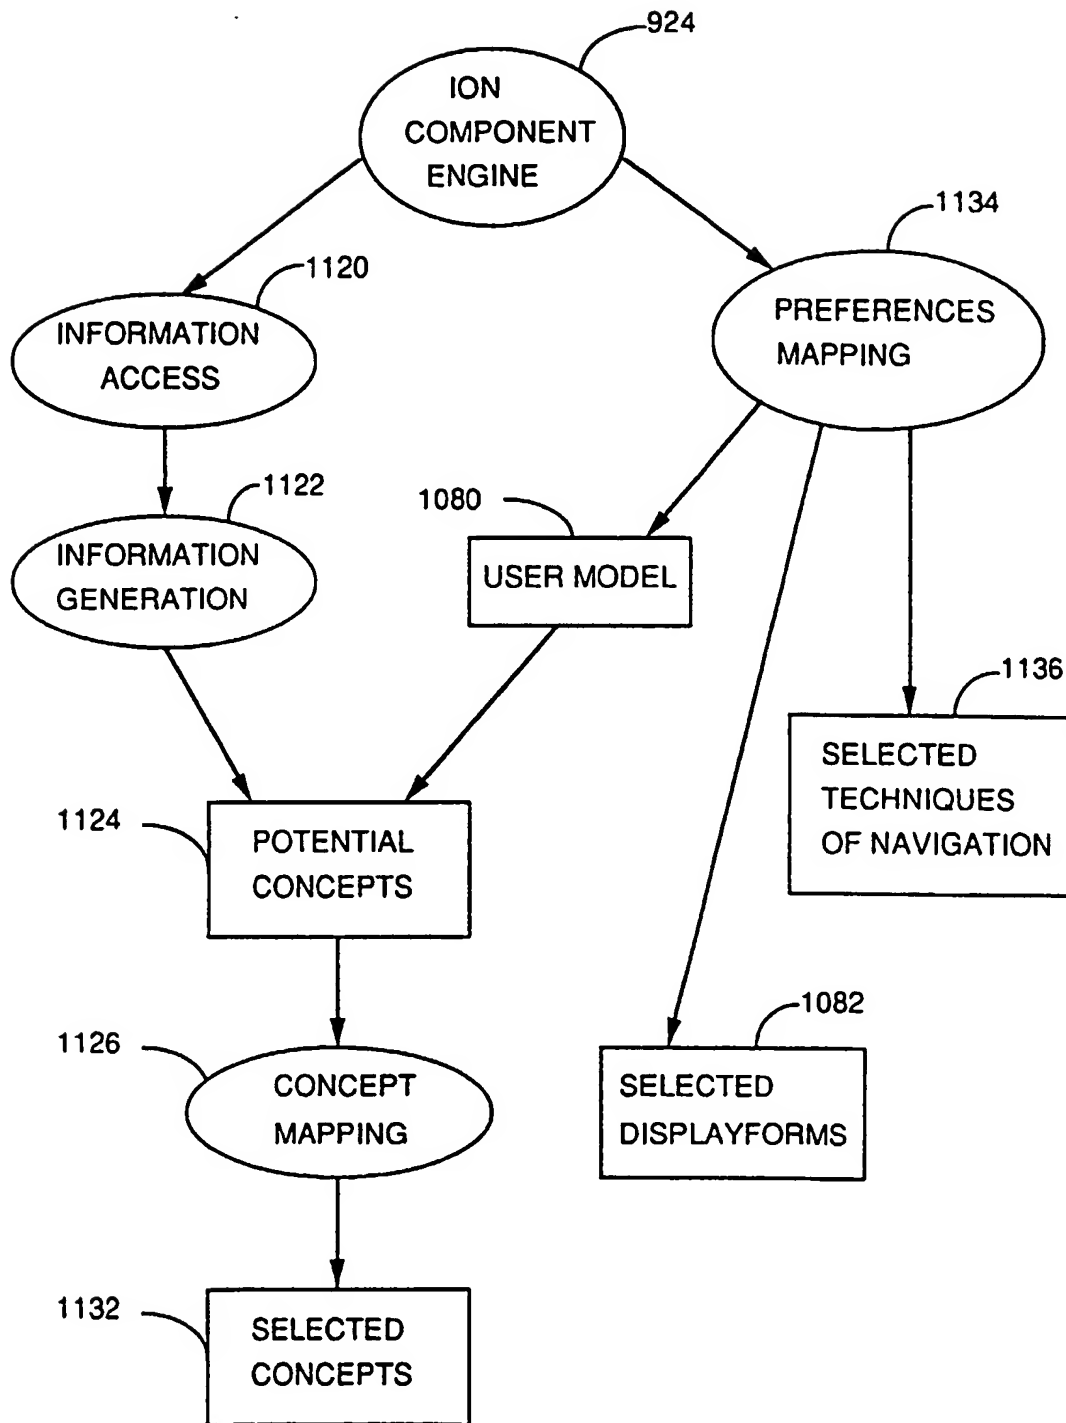 924
ION
COMPONENT
ENGINE
1134
PREFERENCES
MAPPING
1120
INFORMATION
ACCESS
1122
INFORMATION
GENERATION
1080
USER MODEL
1136
SELECTED
TECHNIQUES
OF NAVIGATION
1124
POTENTIAL
CONCEPTS
1082
SELECTED
DISPLAYFORMS
1126
CONCEPT
MAPPING
1132
SELECTED
CONCEPTS